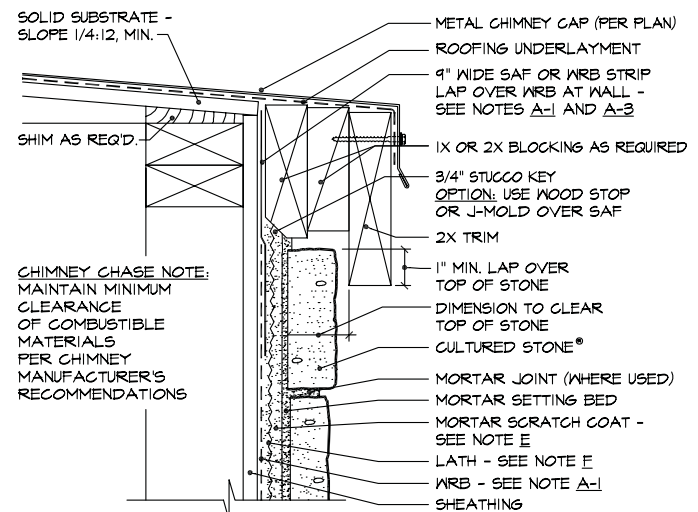 SOLID SUBSTRATE -
SLOPE 1/4:12, MIN.
SHIM AS REQ'D.
CHIMNEY CHASE NOTE:
MAINTAIN MINIMUM
CLEARANCE
OF COMBUSTIBLE
MATERIALS
PER CHIMNEY
MANUFACTURER'S
RECOMMENDATIONS
METAL CHIMNEY CAP (PER PLAN)
ROOFING UNDERLAYMENT
9" WIDE SAF OR WRB STRIP
LAP OVER WRB AT WALL -
SEE NOTES A-1 AND A-3
1X OR 2X BLOCKING AS REQUIRED
3/4" STUCCO KEY
OPTION: USE WOOD STOP
OR J-MOLD OVER SAF
2X TRIM
1" MIN. LAP OVER
TOP OF STONE
DIMENSION TO CLEAR
TOP OF STONE
CULTURED STONE®
MORTAR JOINT (WHERE USED)
MORTAR SETTING BED
MORTAR SCRATCH COAT -
SEE NOTE E
LATH - SEE NOTE F
WRB - SEE NOTE A-1
SHEATHING